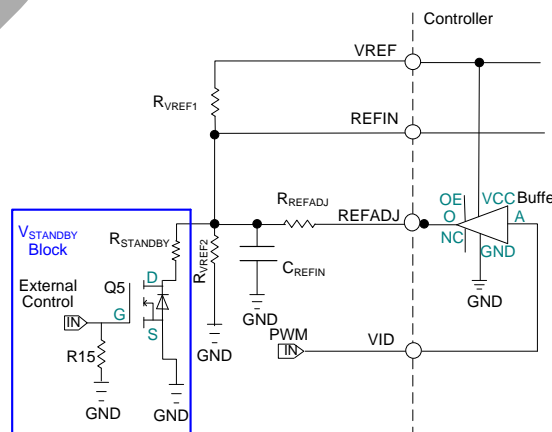 Controller
VREF
RVREF1
REFIN
RREFADJ
REFADJ
OE
VCC
Buffe
O
A
NC
GND
VSTANDBY
Block
RSTANDBY
RVREF2
CREFIN
GND
External
Control
Q5
D
G
S
IN
R15
GND
GND
GND
GND
PWM
IN
VID